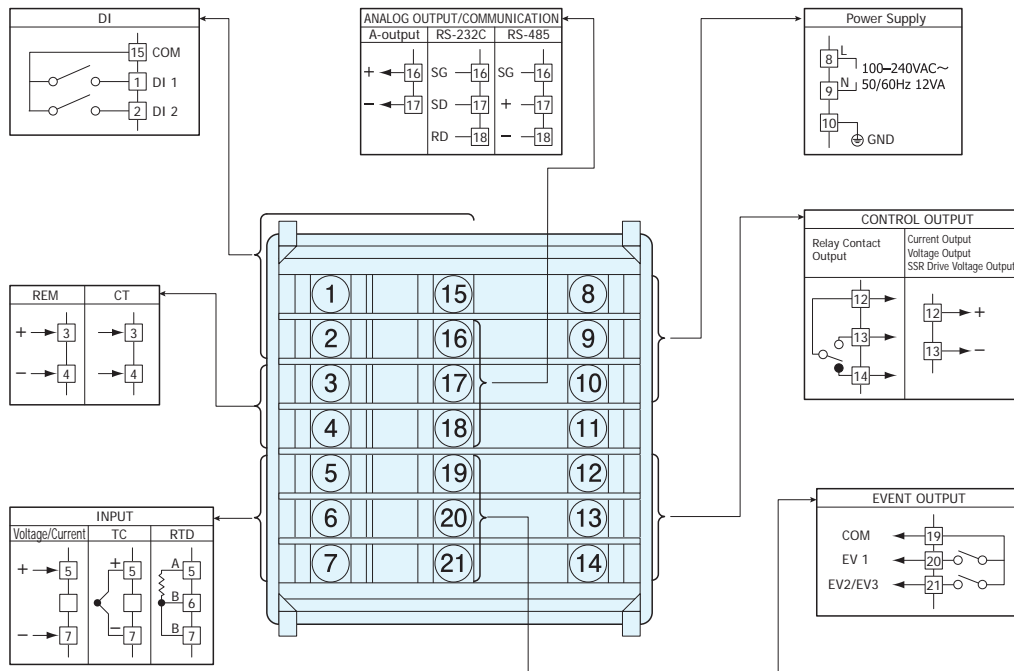 DI
15 COM
1 DI 1
2 DI 2
ANALOG OUTPUT/COMMUNICATION
A-output RS-232C RS-485
+ 16 SG 16 SG 16
− 17 SD 17 + 17
RD 18 − 18
Power Supply
8 L
100–240VAC~
9 N 50/60Hz 12VA
10
GND
REM CT
+ 3 3
− 4 4
CONTROL OUTPUT
Relay Contact
Output
Current Output
Voltage Output
SSR Drive Voltage Output
12 12 +
13 13 −
14
1 15 8
2 16 9
3 17 10
4 18 11
5 19 12
6 20 13
7 21 14
INPUT
Voltage/Current TC RTD
+ 5 + 5 A 5
B 6
− 7 − 7 B 7
EVENT OUTPUT
COM 19
EV 1 20
EV2/EV3 21